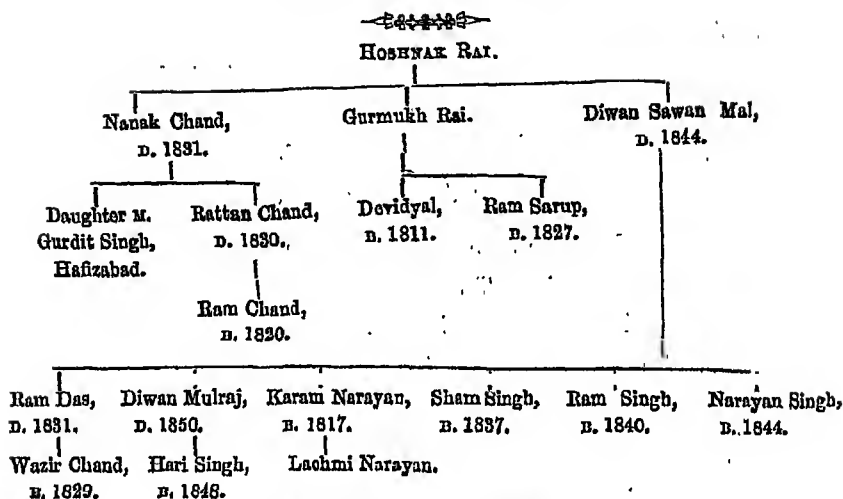 HOSHNAK RAI.
Nanak Chand, Gurmukh Rai. Diwan Sawan Mal,
D. 1831. D. 1844.
Daughter M. Rattan Chand, Devidyal, Ram Sarup,
Gurdit Singh, D. 1830. B. 1811. B. 1827.
Hafizabad.
Ram Chand,
B. 1820.
Ram Das, Diwan Mulraj, Karam Narayan, Sham Singh, Ram Singh, Narayan Singh,
D. 1831. D. 1850. B. 1817. B. 1837. B. 1840. B. 1844.
Wazir Chand, Hari Singh, Lachmi Narayan.
B. 1829. B. 1848.